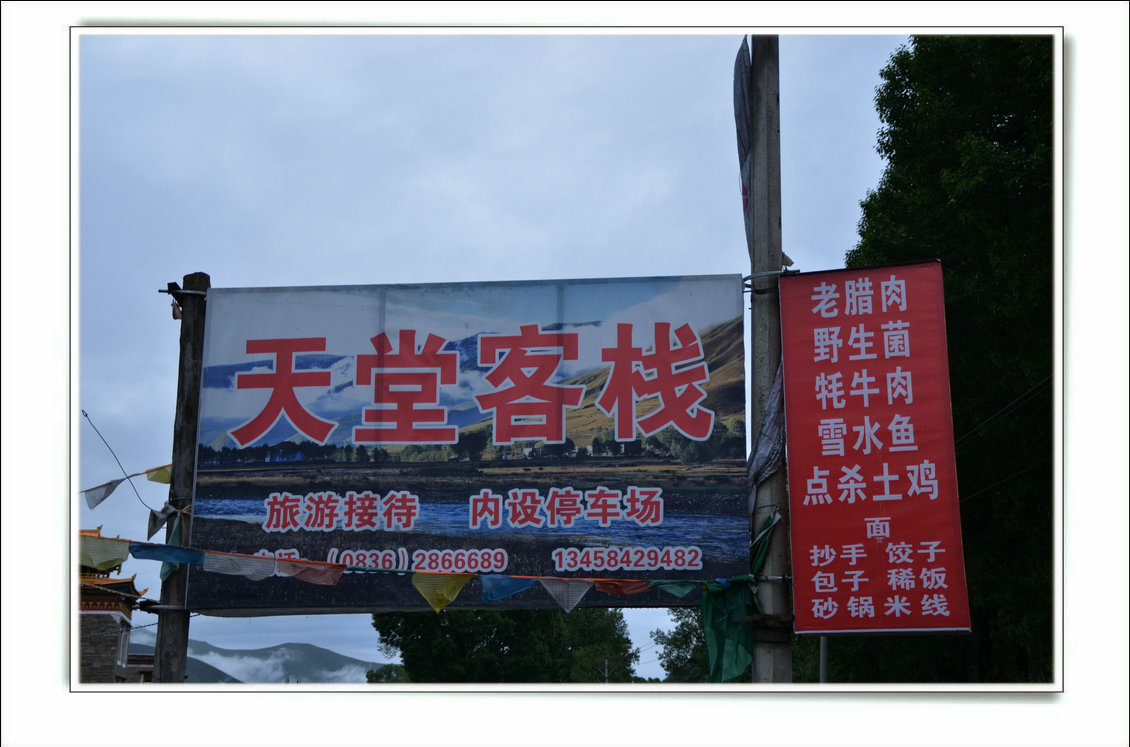 天堂客栈
旅游接待 内设停车场
电话 (0836) 2866689 13458429482
老腊肉
野生菌
牦牛肉
雪水鱼
点杀土鸡
面
抄手 饺子
包子 稀饭
砂锅 米线